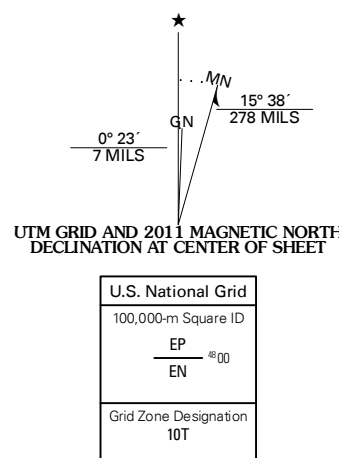 ★
MN
GN
15° 38´
278 MILS
0° 23´
7 MILS
UTM GRID AND 2011 MAGNETIC NORTH
DECLINATION AT CENTER OF SHEET
U.S. National Grid
100,000-m Square ID
EP
⁴⁸00
EN
Grid Zone Designation
10T